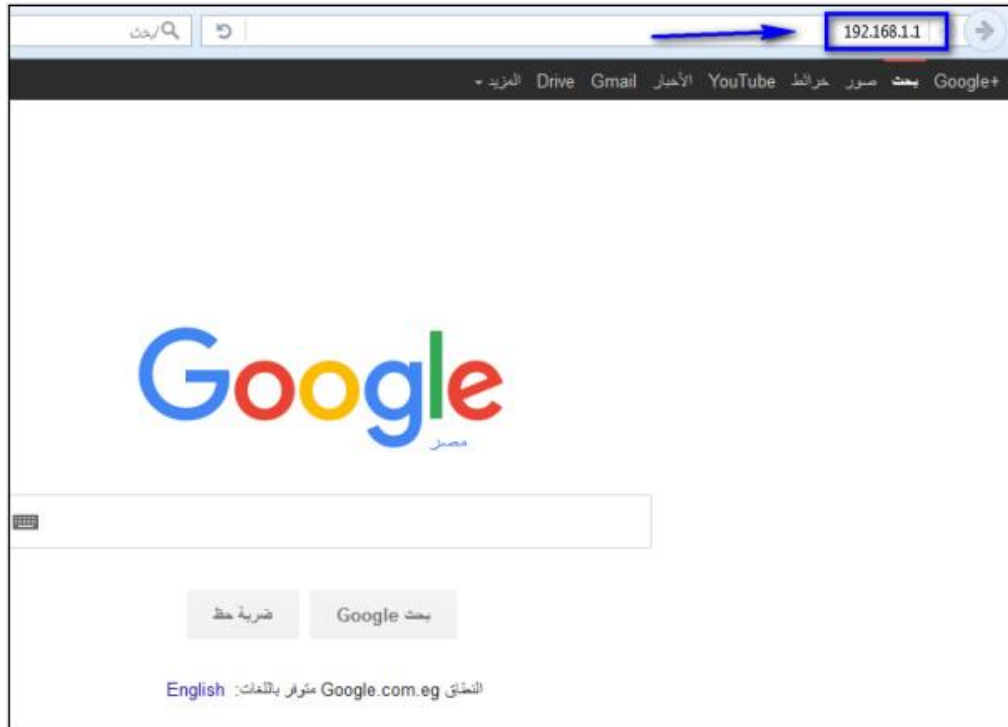 192.168.1.1
بحث
Google+ بحث صور خرائط YouTube الأخبار Gmail Drive المزيد
Google
مصر
بحث Google ضربة حظ
النطاق Google.com.eg متوفر باللغات: English